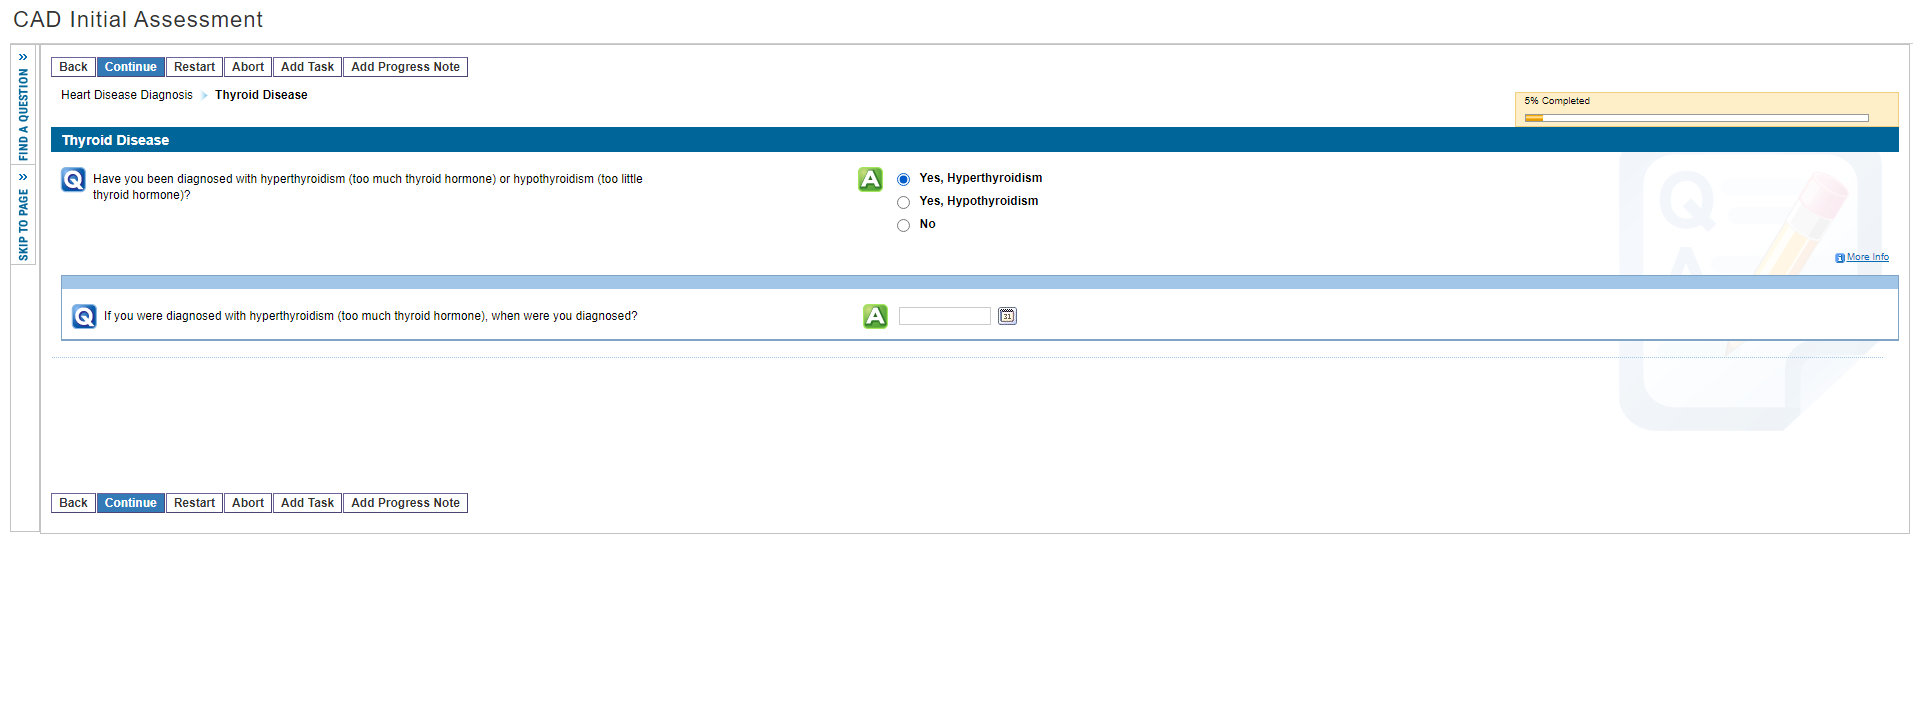 CAD Initial Assessment
» FIND A QUESTION
» SKIP TO PAGE
Back Continue Restart Abort Add Task Add Progress Note
Heart Disease Diagnosis Thyroid Disease
5% Completed
Thyroid Disease
Q Have you been diagnosed with hyperthyroidism (too much thyroid hormone) or hypothyroidism (too little
thyroid hormone)?
A Yes, Hyperthyroidism
Yes, Hypothyroidism
No
i More Info
Q If you were diagnosed with hyperthyroidism (too much thyroid hormone), when were you diagnosed? A 31
Q
A
Back Continue Restart Abort Add Task Add Progress Note